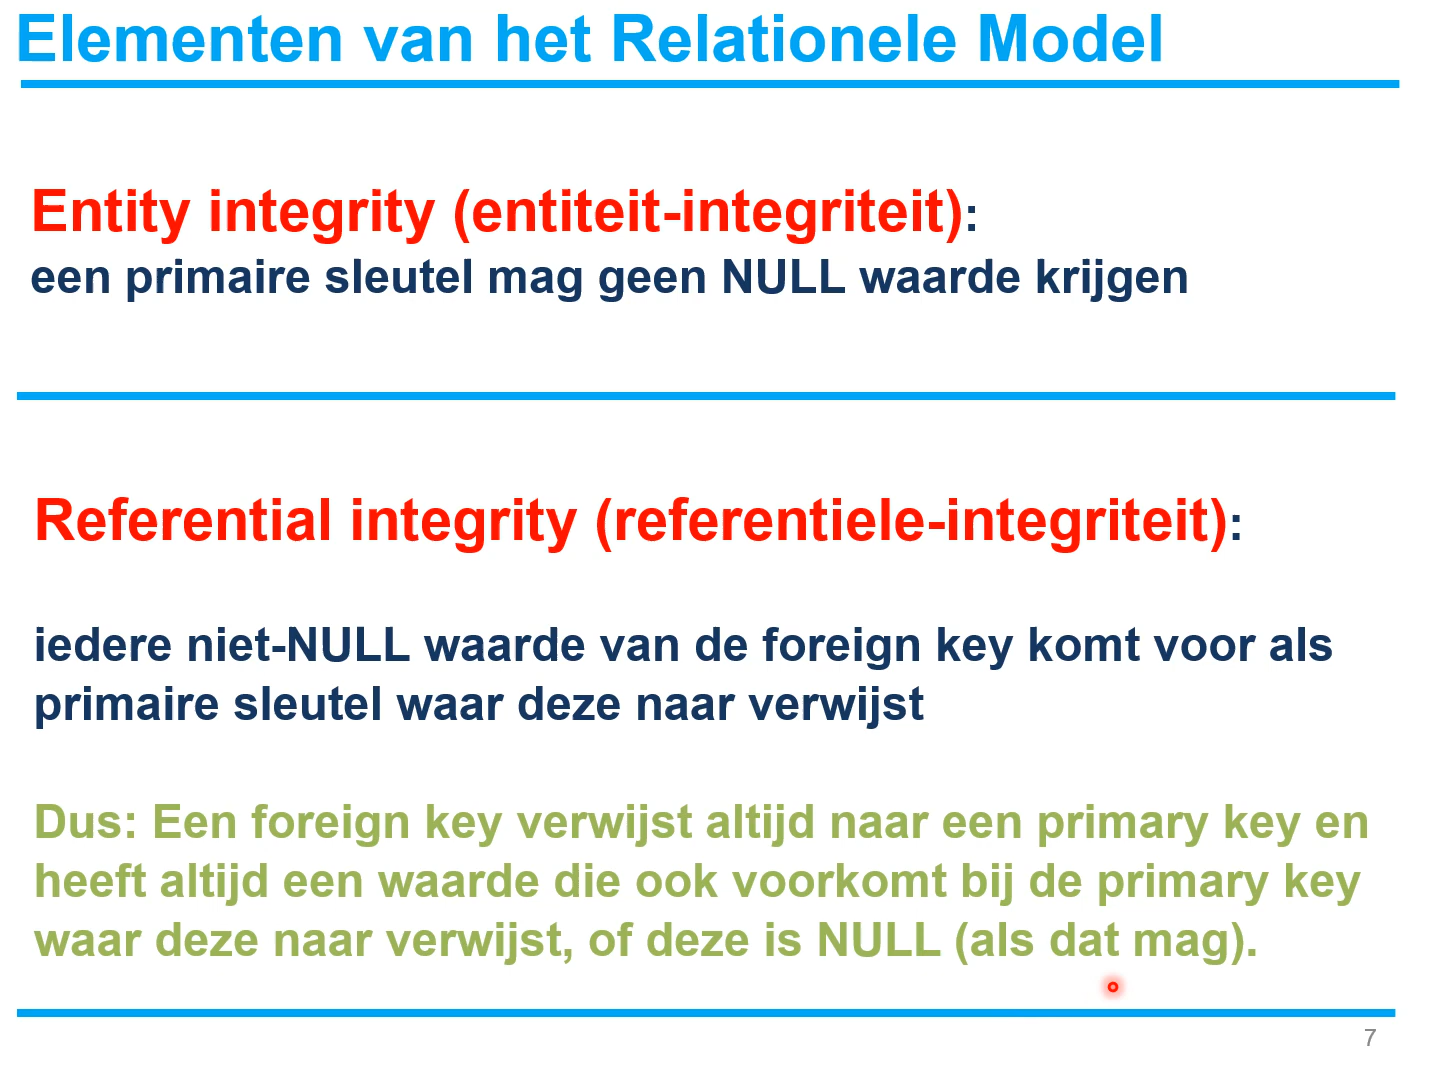 Elementen van het Relationele Model
Entity integrity (entiteit-integriteit):
een primaire sleutel mag geen NULL waarde krijgen
Referential integrity (referentiele-integriteit):
iedere niet-NULL waarde van de foreign key komt voor als
primaire sleutel waar deze naar verwijst
Dus: Een foreign key verwijst altijd naar een primary key en
heeft altijd een waarde die ook voorkomt bij de primary key
waar deze naar verwijst, of deze is NULL (als dat mag).
7